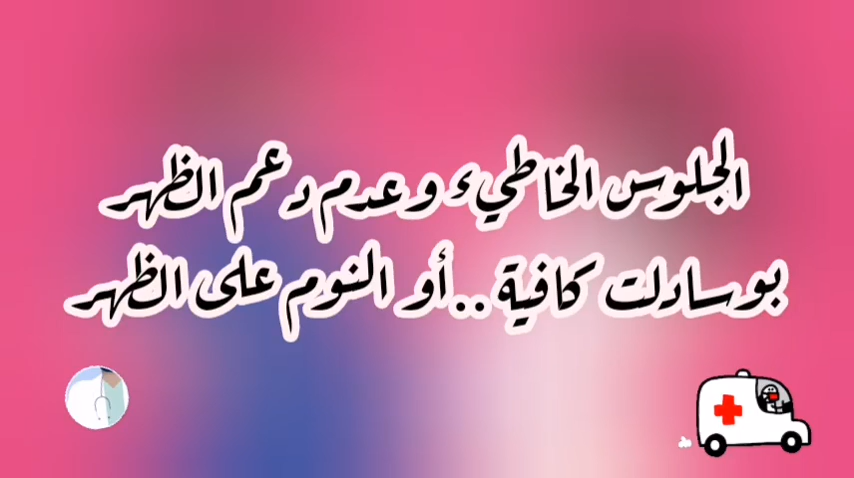 الجلوس الخاطيء وعدم دعم الظهر
بوسادات كافية ..أو النوم على الظهر